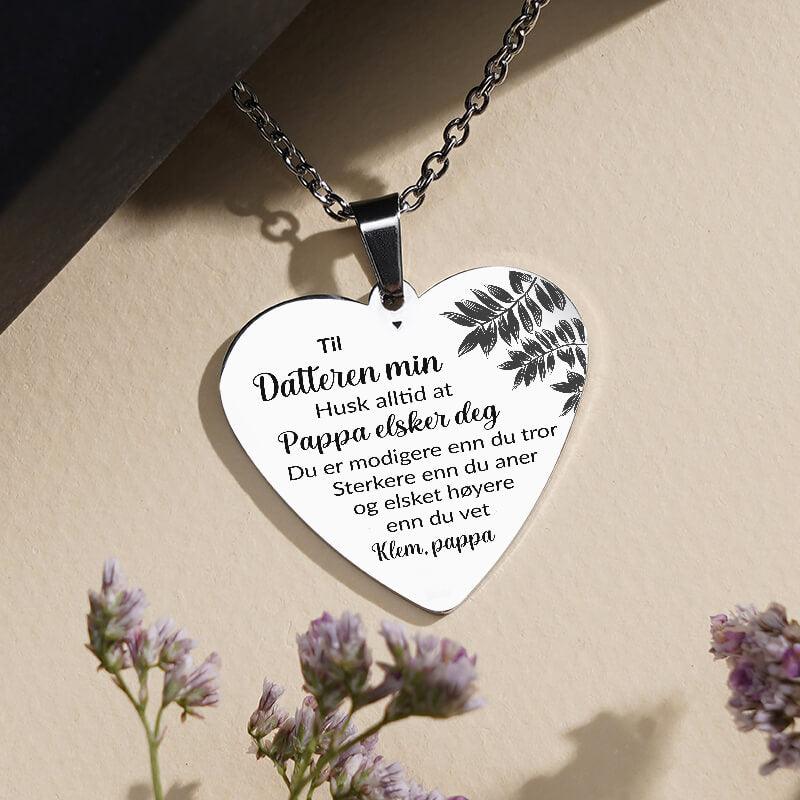 Til
Datteren min
Husk alltid at
Pappa elsker deg
Du er modigere enn du tror
Sterkere enn du aner
og elsket høyere
enn du vet
Klem, pappa